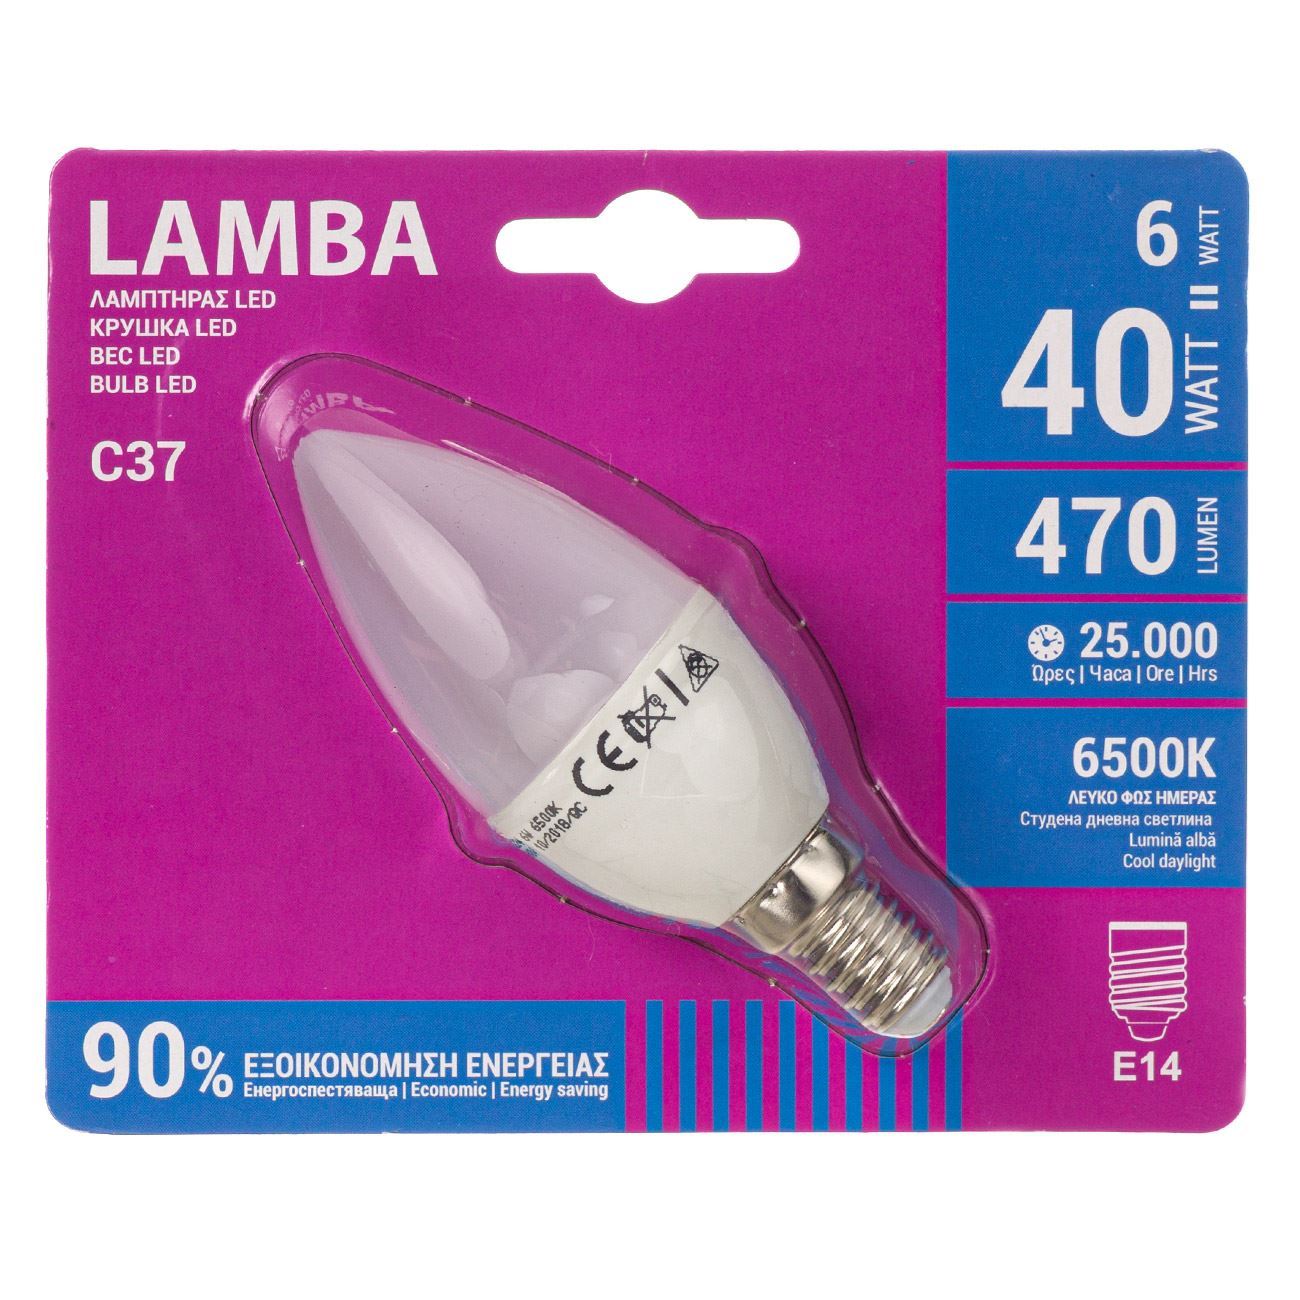 LAMBA
ΛΑΜΠΤΗΡΑΣ LED
КРУШКА LED
BEC LED
BULB LED
C37
6 WATT
=
40 WATT
470 LUMEN
25.000
Ώρες | Часа | Ore | Hrs
6500K
ΛΕΥΚΟ ΦΩΣ ΗΜΕΡΑΣ
Студена дневна светлина
Lumină albă
Cool daylight
E14
CE
6W 6500K
10/2018/QC
90% ΕΞΟΙΚΟΝΟΜΗΣΗ ΕΝΕΡΓΕΙΑΣ
Енергоспестяваща | Economic | Energy saving